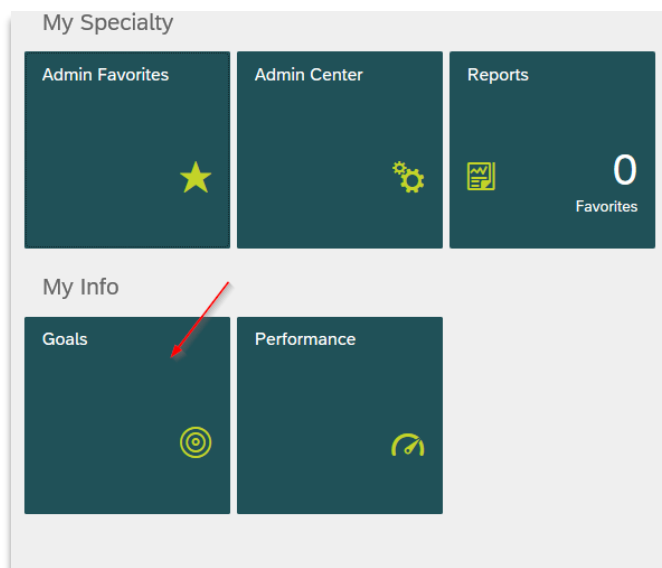 My Specialty
Admin Favorites
Admin Center
Reports
0
Favorites
My Info
Goals
Performance